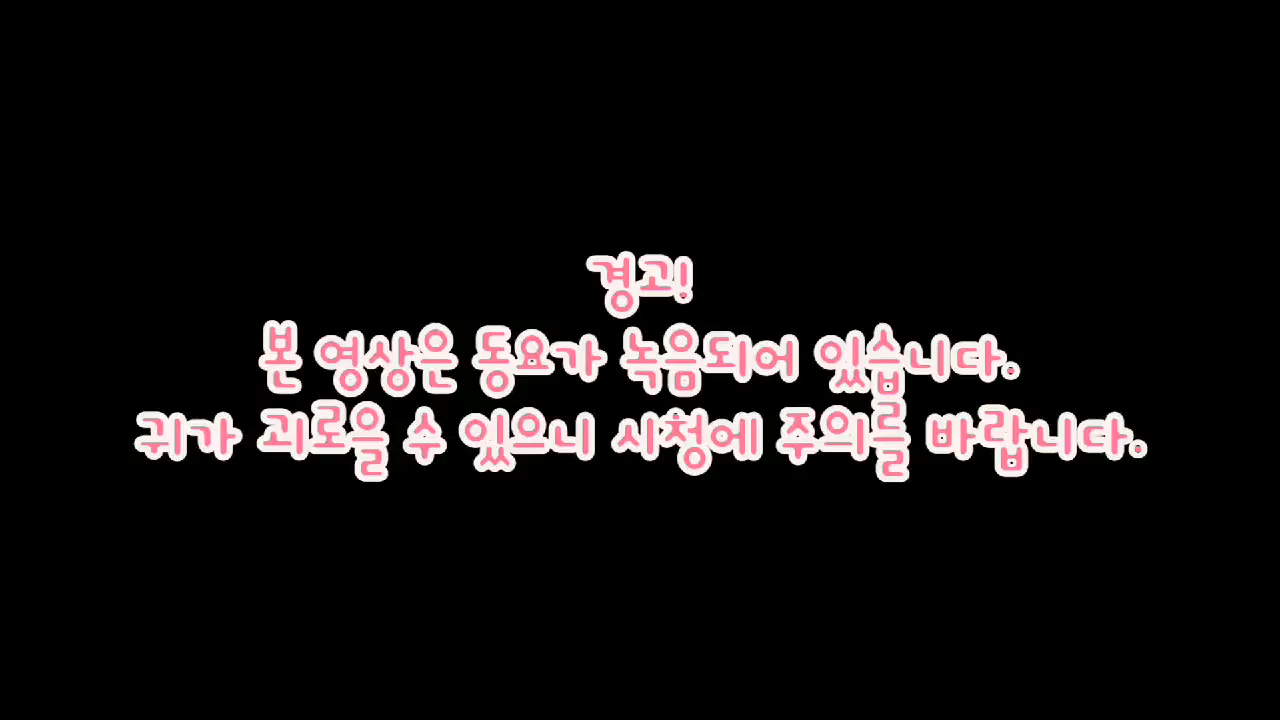 경고!
본 영상은 동요가 녹음되어 있습니다.
귀가 괴로울 수 있으니 시청에 주의를 바랍니다.